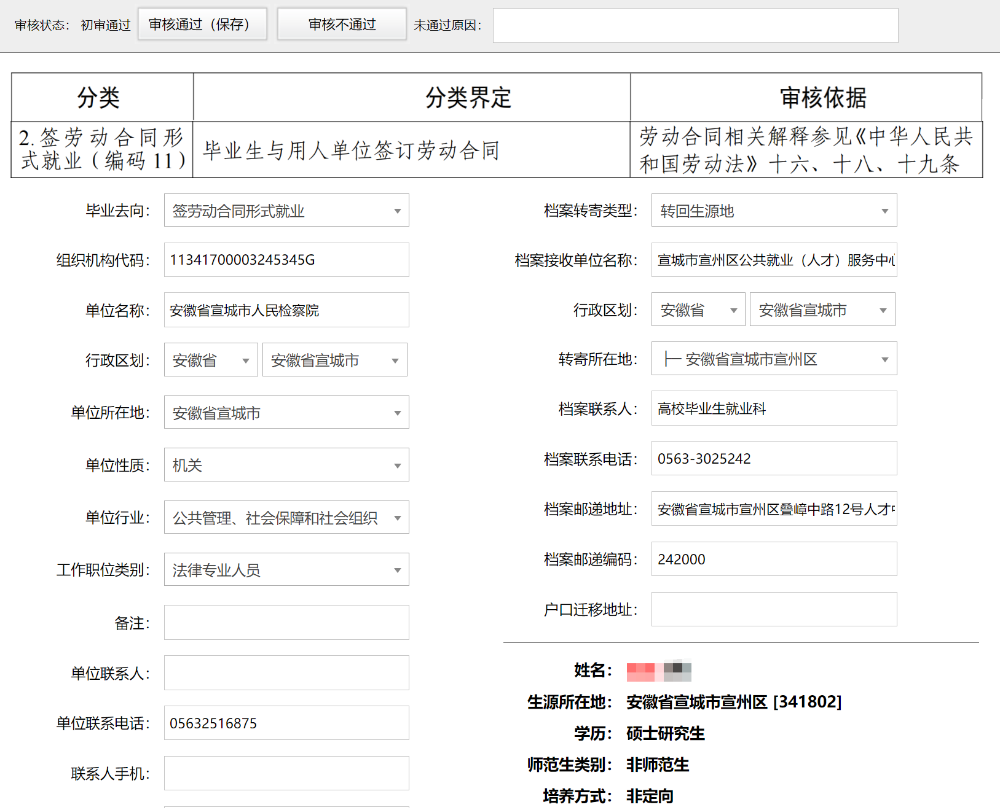 审核状态： 初审通过 审核通过（保存） 审核不通过 未通过原因：
分类 分类界定 审核依据
2.签劳动合同形式就业（编码11） 毕业生与用人单位签订劳动合同 劳动合同相关解释参见《中华人民共和国劳动法》十六、十八、十九条
毕业去向： 签劳动合同形式就业
组织机构代码： 11341700003245345G
单位名称： 安徽省宣城市人民检察院
行政区划： 安徽省 安徽省宣城市
单位所在地： 安徽省宣城市
单位性质： 机关
单位行业： 公共管理、社会保障和社会组织
工作职位类别： 法律专业人员
备注：
单位联系人：
单位联系电话： 05632516875
联系人手机：
档案转寄类型： 转回生源地
档案接收单位名称： 宣城市宣州区公共就业（人才）服务中心
行政区划： 安徽省 安徽省宣城市
转寄所在地： ├─ 安徽省宣城市宣州区
档案联系人： 高校毕业生就业科
档案联系电话： 0563-3025242
档案邮递地址： 安徽省宣城市宣州区叠嶂中路12号人才
档案邮递编码： 242000
户口迁移地址：
姓名：
生源所在地： 安徽省宣城市宣州区 [341802]
学历： 硕士研究生
师范生类别： 非师范生
培养方式： 非定向